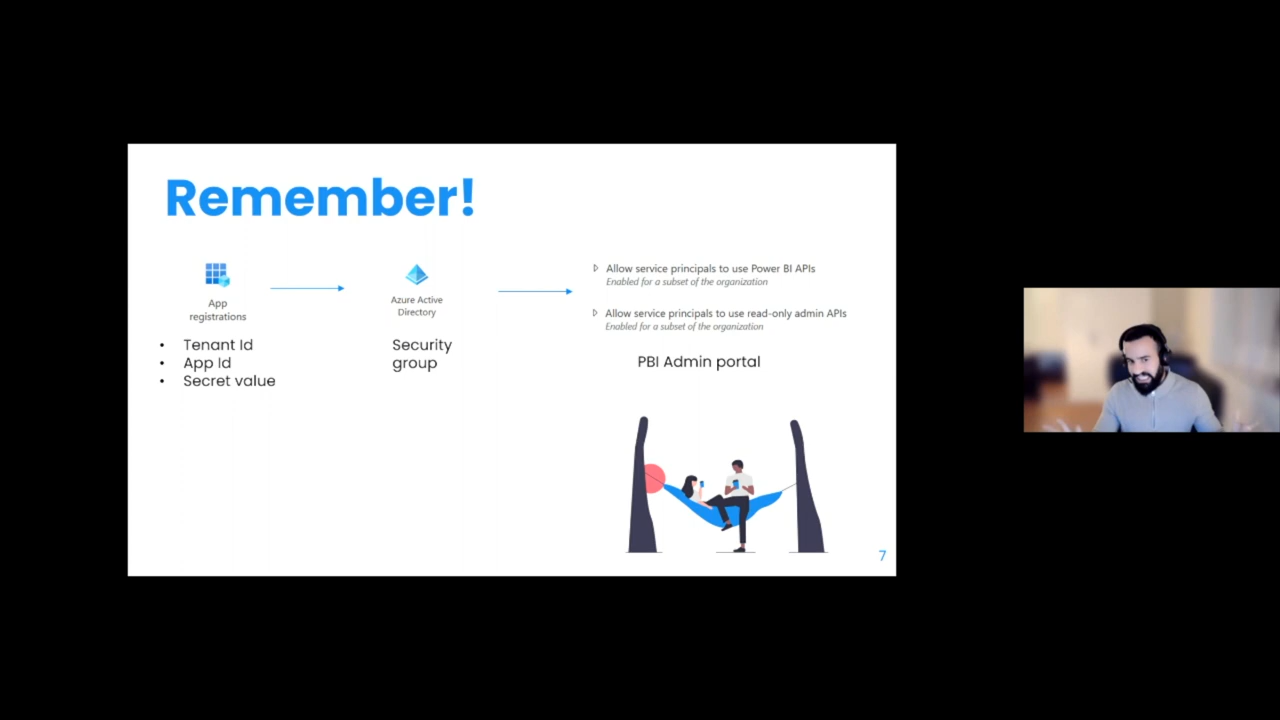 Remember!
App
registrations
• Tenant Id
• App Id
• Secret value
Azure Active
Directory
Security
group
Allow service principals to use Power BI APIs
Enabled for a subset of the organization
Allow service principals to use read-only admin APIs
Enabled for a subset of the organization
PBI Admin portal
7